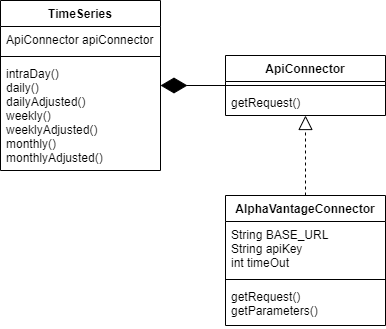 TimeSeries
ApiConnector apiConnector
intraDay()
daily()
dailyAdjusted()
weekly()
weeklyAdjusted()
monthly()
monthlyAdjusted()
ApiConnector
getRequest()
AlphaVantageConnector
String BASE_URL
String apiKey
int timeOut
getRequest()
getParameters()